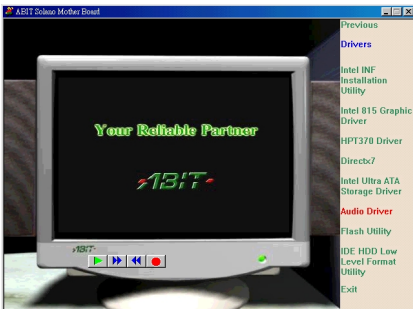 ABIT Solano Mother Board
Previous
Drivers
Intel INF
Installation
Utility
Intel 815 Graphic
Driver
HPT370 Driver
Directx7
Intel Ultra ATA
Storage Driver
Audio Driver
Flash Utility
IDE HDD Low
Level Format
Utility
Exit
Your Reliable Partner
ABIT
ABIT